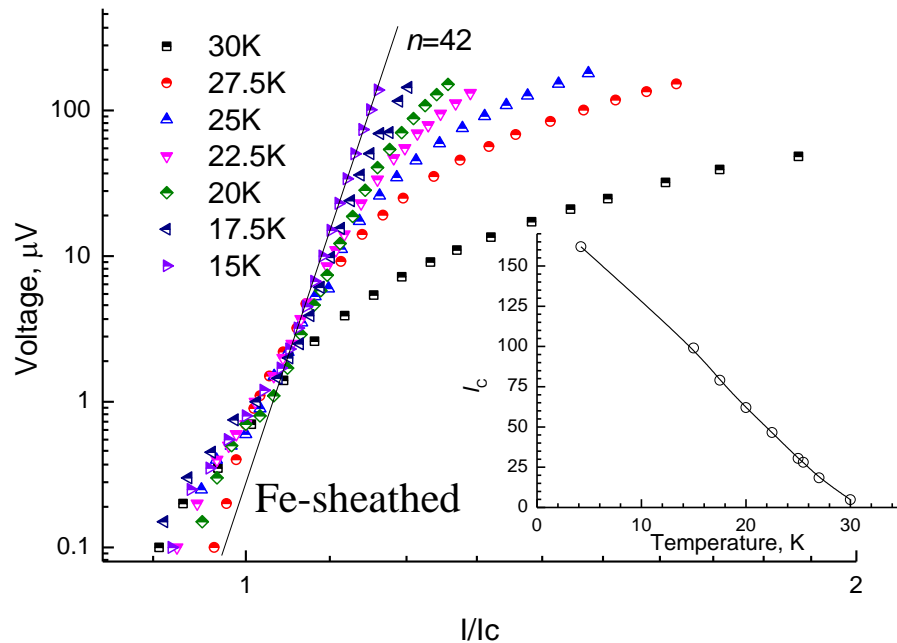 n=42
30K
27.5K
25K
22.5K
20K
17.5K
15K
100
10
1
0.1
Voltage, μV
Fe-sheathed
1
2
I/Ic
150
125
100
75
50
25
0
I_C
0
10
20
30
Temperature, K